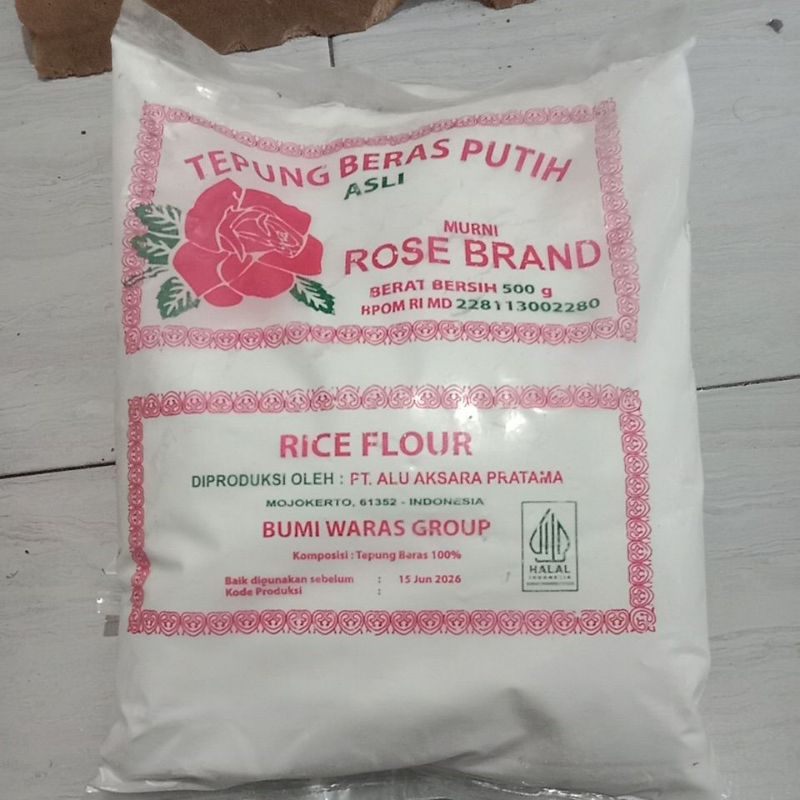 TEPUNG BERAS PUTIH
ASLI
MURNI
ROSE BRAND
BERAT BERSIH 500 g
BPOM RI MD 228113002280
RICE FLOUR
DIPRODUKSI OLEH : PT. ALU AKSARA PRATAMA
MOJOKERTO, 61352 - INDONESIA
BUMI WARAS GROUP
Komposisi : Tepung Beras 100%
Baik digunakan sebelum : 15 Jun 2026
Kode Produksi :
HALAL
INDONESIA